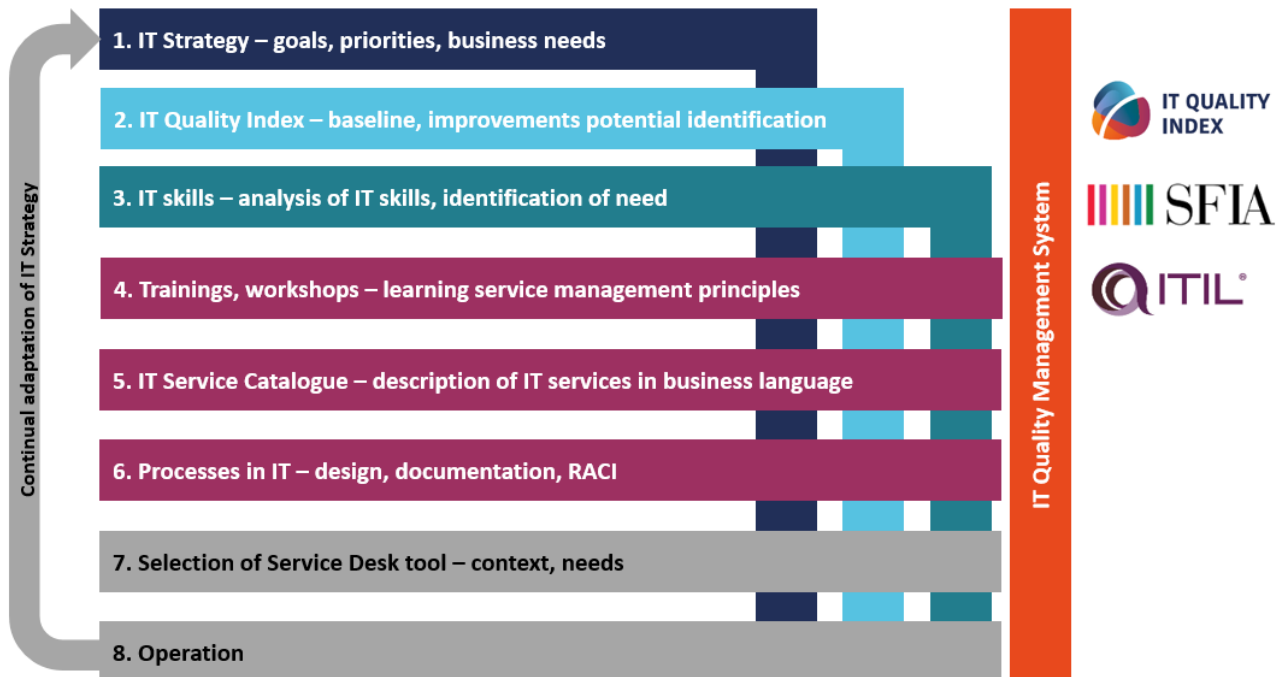 1. IT Strategy – goals, priorities, business needs
2. IT Quality Index – baseline, improvements potential identification
3. IT skills – analysis of IT skills, identification of need
4. Trainings, workshops – learning service management principles
5. IT Service Catalogue – description of IT services in business language
6. Processes in IT – design, documentation, RACI
7. Selection of Service Desk tool – context, needs
8. Operation
Continual adaptation of IT Strategy
IT Quality Management System
IT QUALITY
INDEX
SFIA
ITIL®